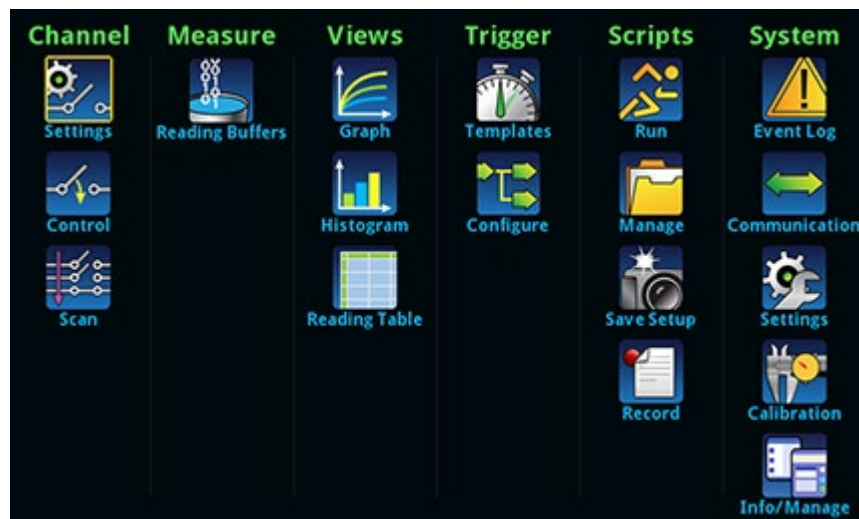 Channel Measure Views Trigger Scripts System
Settings Reading Buffers Graph Templates Run Event Log
Control Histogram Configure Manage Communication
Scan Reading Table Save Setup Settings
Record Calibration
Info/Manage